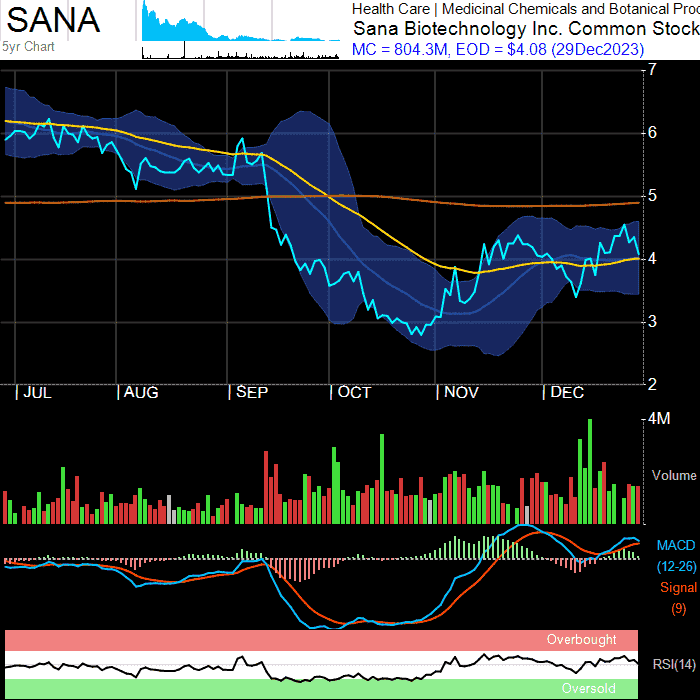 SANA
5yr Chart
Health Care | Medicinal Chemicals and Botanical Proc
Sana Biotechnology Inc. Common Stock
MC = 804.3M, EOD = $4.08 (29Dec2023)
7
6
5
4
3
2
JUL AUG SEP OCT NOV DEC
4M
Volume
MACD
(12-26)
Signal
(9)
Overbought
RSI(14)
Oversold